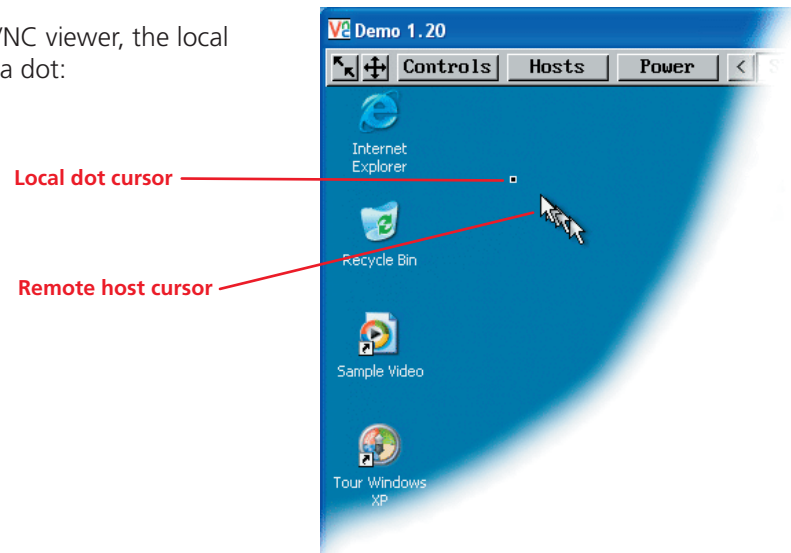 VNC viewer, the local
a dot:
Ve Demo 1.20
Controls Hosts Power <
Internet
Explorer
Local dot cursor
Recycle Bin
Remote host cursor
Sample Video
Tour Windows
XP